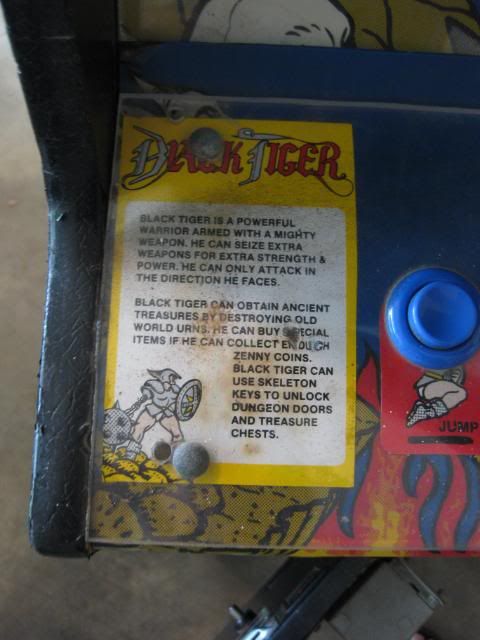 BLACK TIGER
BLACK TIGER IS A POWERFUL
WARRIOR ARMED WITH A MIGHTY
WEAPON. HE CAN SEIZE EXTRA
WEAPONS FOR EXTRA STRENGTH &
POWER. HE CAN ONLY ATTACK IN
THE DIRECTION HE FACES.
BLACK TIGER CAN OBTAIN ANCIENT
TREASURES BY DESTROYING OLD
WORLD URNS. HE CAN BUY SPECIAL
ITEMS IF HE CAN COLLECT ENOUGH
ZENNY COINS.
BLACK TIGER CAN
USE SKELETON
KEYS TO UNLOCK
DUNGEON DOORS
AND TREASURE
CHESTS.
JUMP